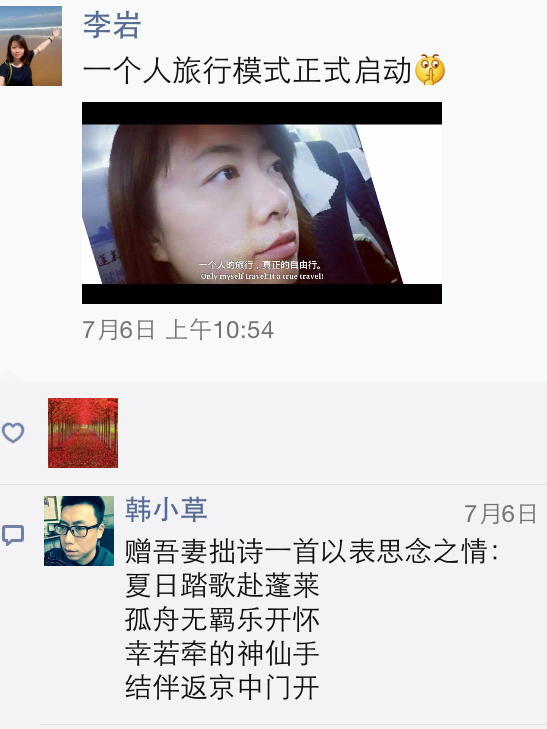 李岩
一个人旅行模式正式启动🤫
一个人的旅行，真正的自由行。
Only myself travel:it a true travel!
7月6日 上午10:54
韩小草
7月6日
赠吾妻拙诗一首以表思念之情：
夏日踏歌赴蓬莱
孤舟无羁乐开怀
幸若牵的神仙手
结伴返京中门开